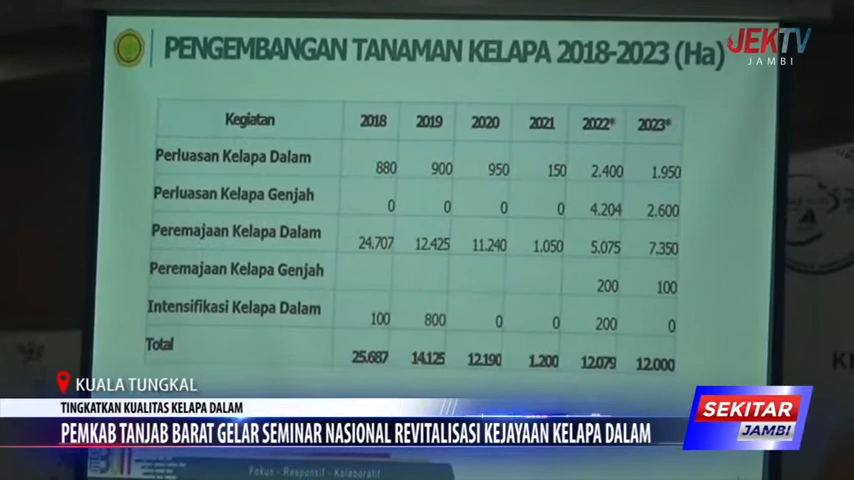 PENGEMBANGAN TANAMAN KELAPA 2018-2023 (Ha)
JEKTV
JAMBI
Kegiatan 2018 2019 2020 2021 2022* 2023*
Perluasan Kelapa Dalam 880 900 950 150 2.400 1.950
Perluasan Kelapa Genjah 0 0 0 0 4.204 2.600
Peremajaan Kelapa Dalam 24.707 12.425 11.240 1.050 5.075 7.350
Peremajaan Kelapa Genjah 200 100
Intensifikasi Kelapa Dalam 100 800 0 0 200 0
Total 25.687 14.125 12.190 1.200 12.079 12.000
KUALA TUNGKAL
TINGKATKAN KUALITAS KELAPA DALAM
PEMKAB TANJAB BARAT GELAR SEMINAR NASIONAL REVITALISASI KEJAYAAN KELAPA DALAM
SEKITAR
JAMBI
Fokus - Responsif - Kolaboratif